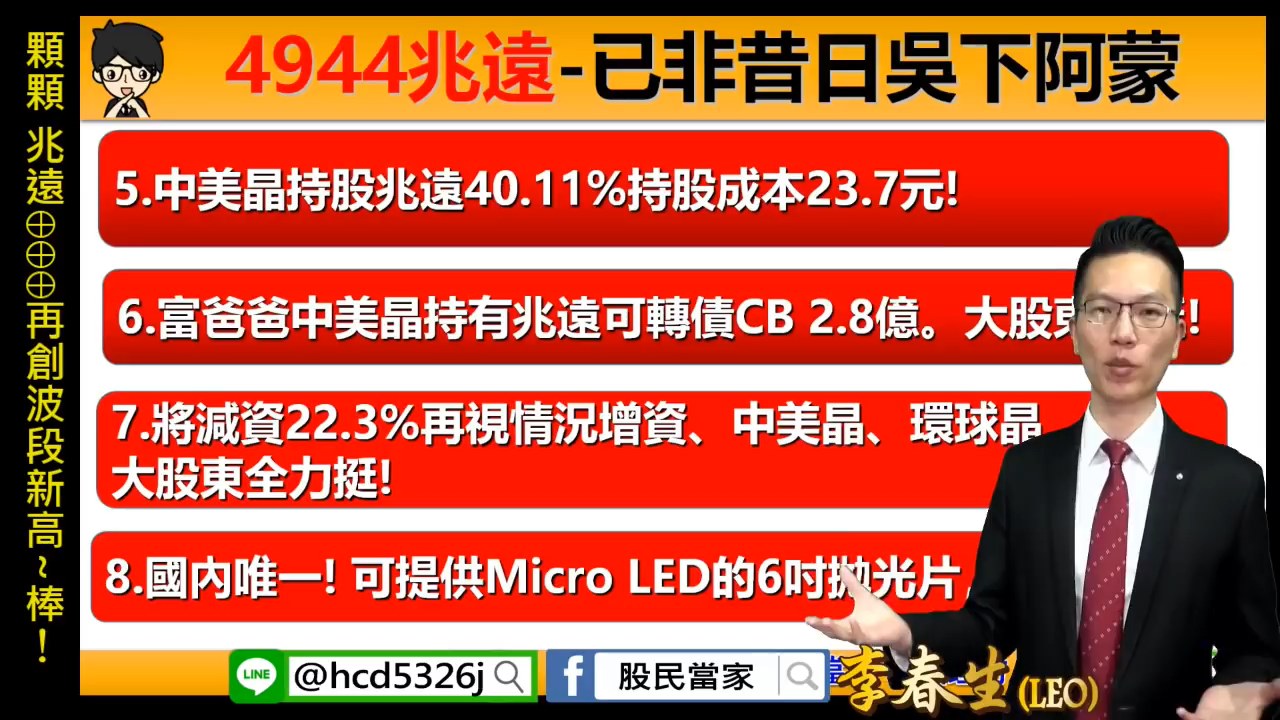 顆顆 兆遠⊕⊕⊕再創波段新高~棒！
4944兆遠-已非昔日吳下阿蒙
5.中美晶持股兆遠40.11%持股成本23.7元!
6.富爸爸中美晶持有兆遠可轉債CB 2.8億。大股東 !
7.將減資22.3%再視情況增資、中美晶、環球晶
大股東全力挺!
8.國內唯一! 可提供Micro LED的6吋拋光片
LINE @hcd5326j
f 股民當家
李春生(LEO)